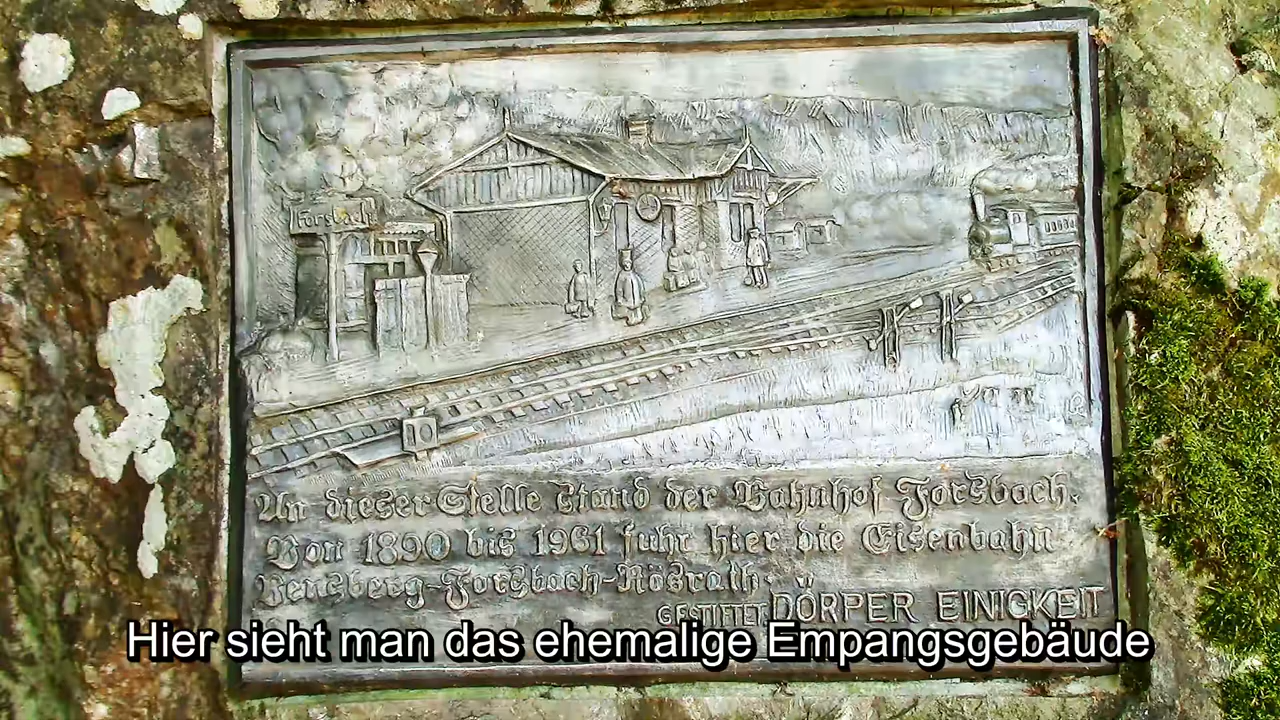 Forsbach
An dieser Stelle stand der Bahnhof Forsbach.
Von 1890 bis 1961 fuhr hier die Eisenbahn
Bensberg-Forsbach-Rösrath.
GESTIFTET: DÖRPER EINIGKEIT
Hier sieht man das ehemalige Empangsgebäude